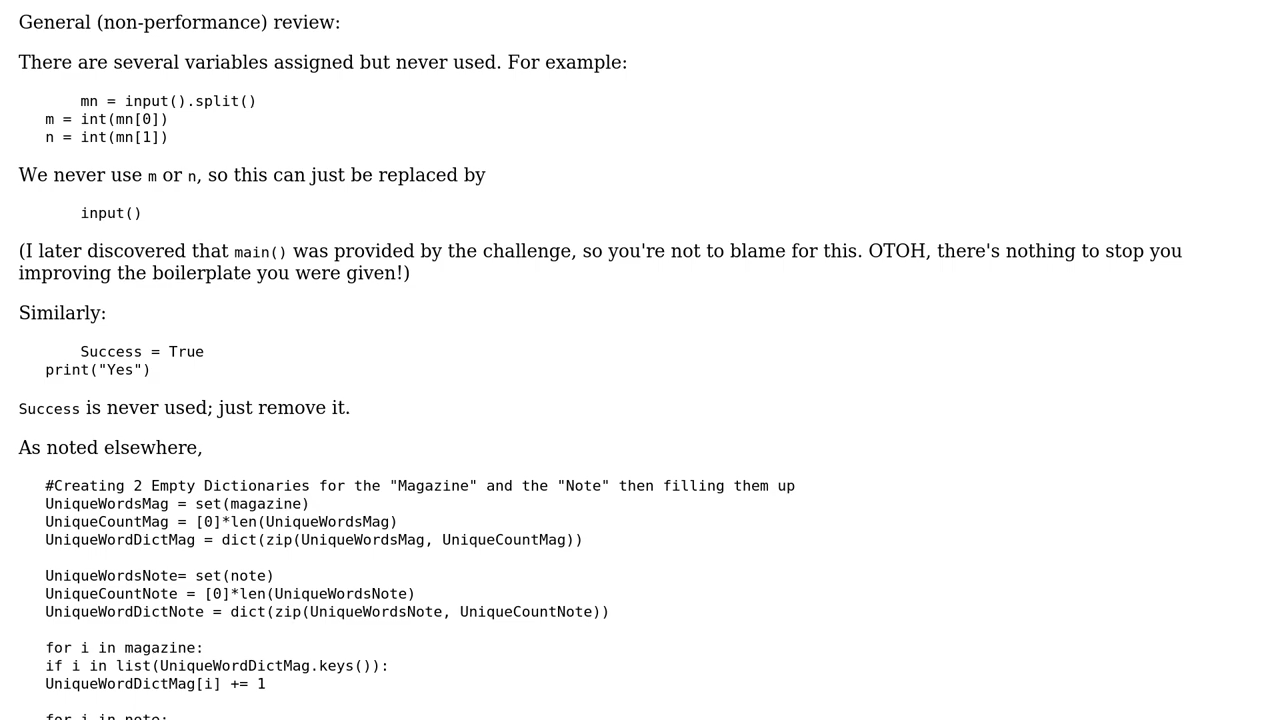 General (non-performance) review:
There are several variables assigned but never used. For example:
mn = input().split()
m = int(mn[0])
n = int(mn[1])
We never use m or n, so this can just be replaced by
input()
(I later discovered that main() was provided by the challenge, so you're not to blame for this. OTOH, there's nothing to stop you
improving the boilerplate you were given!)
Similarly:
Success = True
print("Yes")
Success is never used; just remove it.
As noted elsewhere,
#Creating 2 Empty Dictionaries for the "Magazine" and the "Note" then filling them up
UniqueWordsMag = set(magazine)
UniqueCountMag = [0]*len(UniqueWordsMag)
UniqueWordDictMag = dict(zip(UniqueWordsMag, UniqueCountMag))
UniqueWordsNote= set(note)
UniqueCountNote = [0]*len(UniqueWordsNote)
UniqueWordDictNote = dict(zip(UniqueWordsNote, UniqueCountNote))
for i in magazine:
if i in list(UniqueWordDictMag.keys()):
UniqueWordDictMag[i] += 1
for i in note: